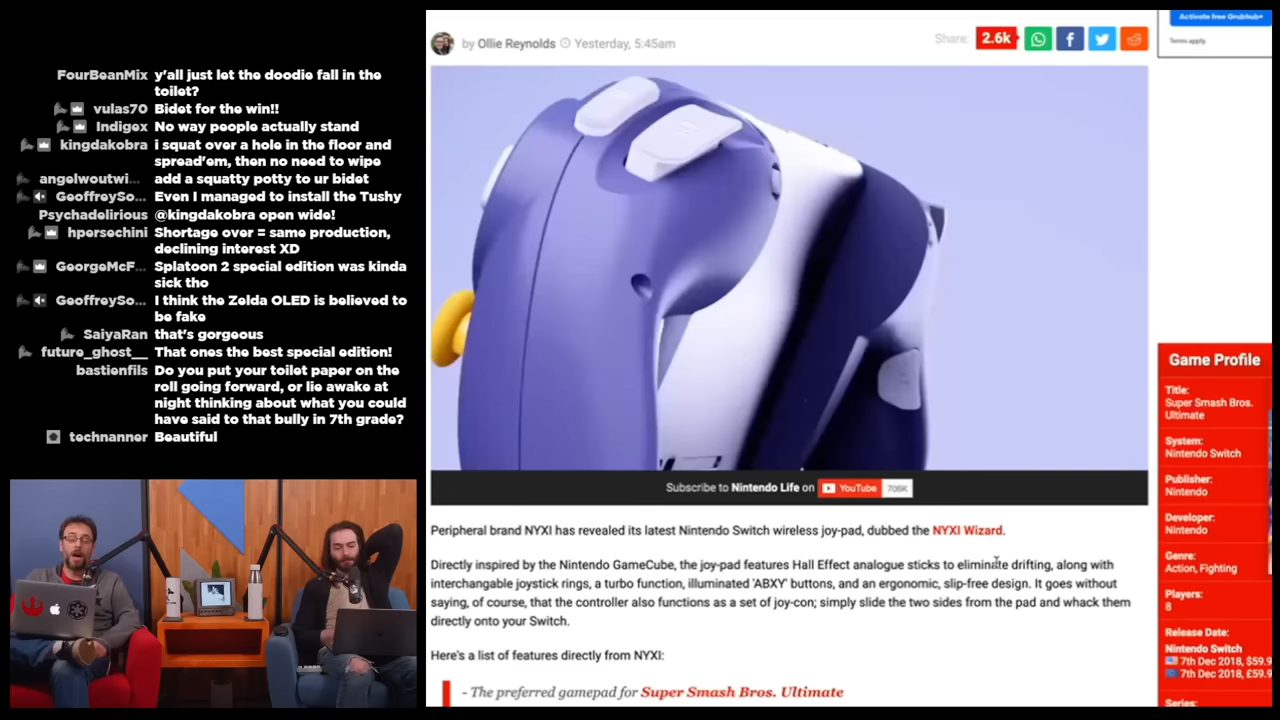 FourBeanMix y'all just let the doodie fall in the
toilet?
vulas70 Bidet for the win!!
Indigex No way people actually stand
kingdakobra i squat over a hole in the floor and
spread'em, then no need to wipe
angelwoutwi... add a squatty potty to ur bidet
GeoffreySo... Even I managed to install the Tushy
Psychadelirious @kingdakobra open wide!
hpersechini Shortage over = same production,
declining interest XD
GeorgeMcF... Splatoon 2 special edition was kinda
sick tho
GeoffreySo... I think the Zelda OLED is believed to
be fake
SaiyaRan that's gorgeous
future_ghost__ That ones the best special edition!
bastienfils Do you put your toilet paper on the
roll going forward, or lie awake at
night thinking about what you could
have said to that bully in 7th grade?
technanner Beautiful
by Ollie Reynolds Yesterday, 5:45am
Share: 2.6k
Activate free Grubhub+
Terms apply.
Subscribe to Nintendo Life on YouTube 706K
Peripheral brand NYXI has revealed its latest Nintendo Switch wireless joy-pad, dubbed the NYXI Wizard.
Directly inspired by the Nintendo GameCube, the joy-pad features Hall Effect analogue sticks to eliminate drifting, along with
interchangable joystick rings, a turbo function, illuminated 'ABXY' buttons, and an ergonomic, slip-free design. It goes without
saying, of course, that the controller also functions as a set of joy-con; simply slide the two sides from the pad and whack them
directly onto your Switch.
Here's a list of features directly from NYXI:
- The preferred gamepad for Super Smash Bros. Ultimate
Game Profile
Title:
Super Smash Bros.
Ultimate
System:
Nintendo Switch
Publisher:
Nintendo
Developer:
Nintendo
Genre:
Action, Fighting
Players:
8
Release Date:
Nintendo Switch
7th Dec 2018, $59.9
7th Dec 2018, £59.9
Series: